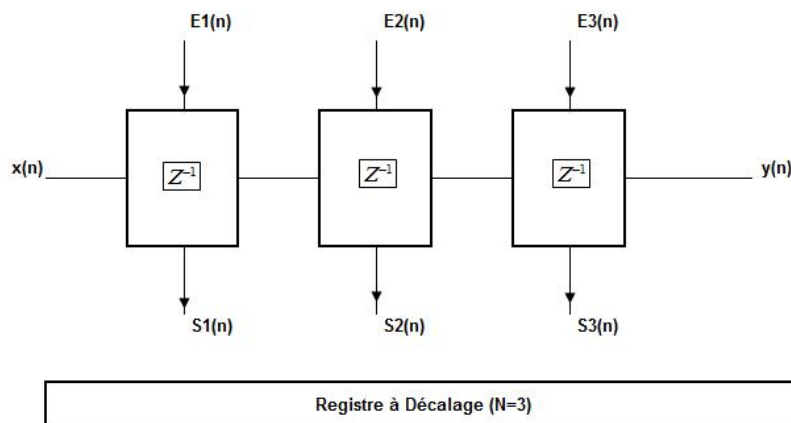 E1(n) E2(n) E3(n)
x(n) Z⁻¹ Z⁻¹ Z⁻¹ y(n)
S1(n) S2(n) S3(n)
Registre à Décalage (N=3)